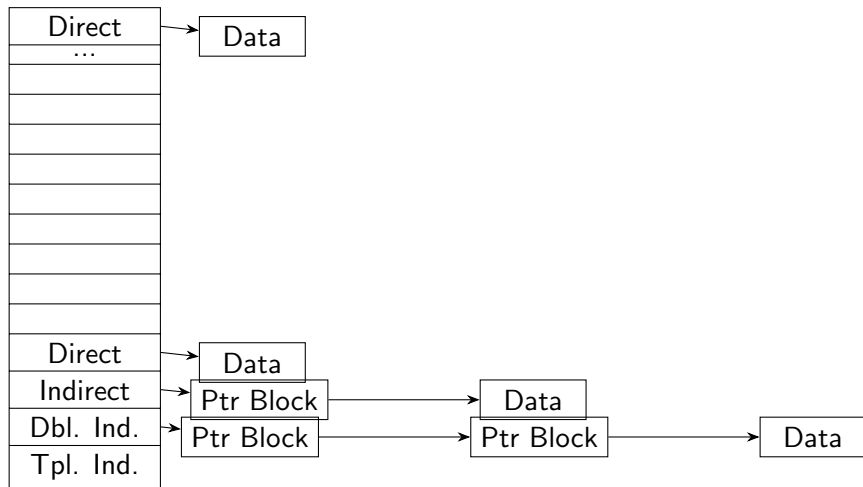 Direct
Data
...
Direct
Data
Indirect
Ptr Block
Data
Dbl. Ind.
Ptr Block
Ptr Block
Data
Tpl. Ind.